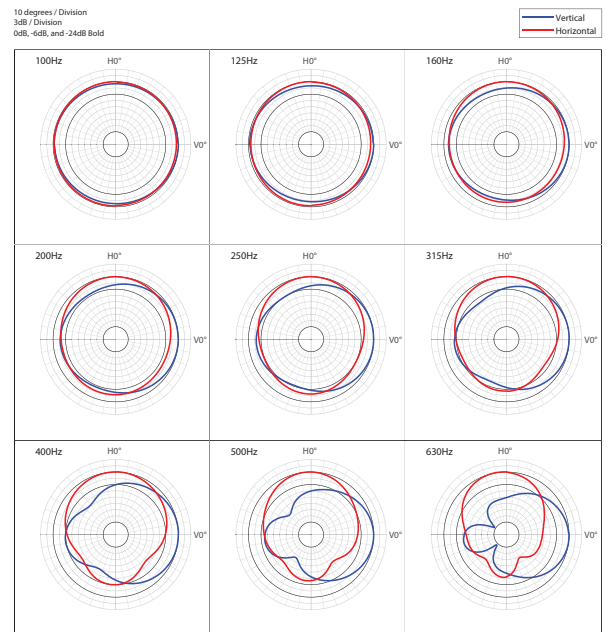 10 degrees / Division
3dB / Division
0dB, -6dB, and -24dB Bold
Vertical
Horizontal
100Hz H0° V0°
125Hz H0° V0°
160Hz H0° V0°
200Hz H0° V0°
250Hz H0° V0°
315Hz H0° V0°
400Hz H0° V0°
500Hz H0° V0°
630Hz H0° V0°